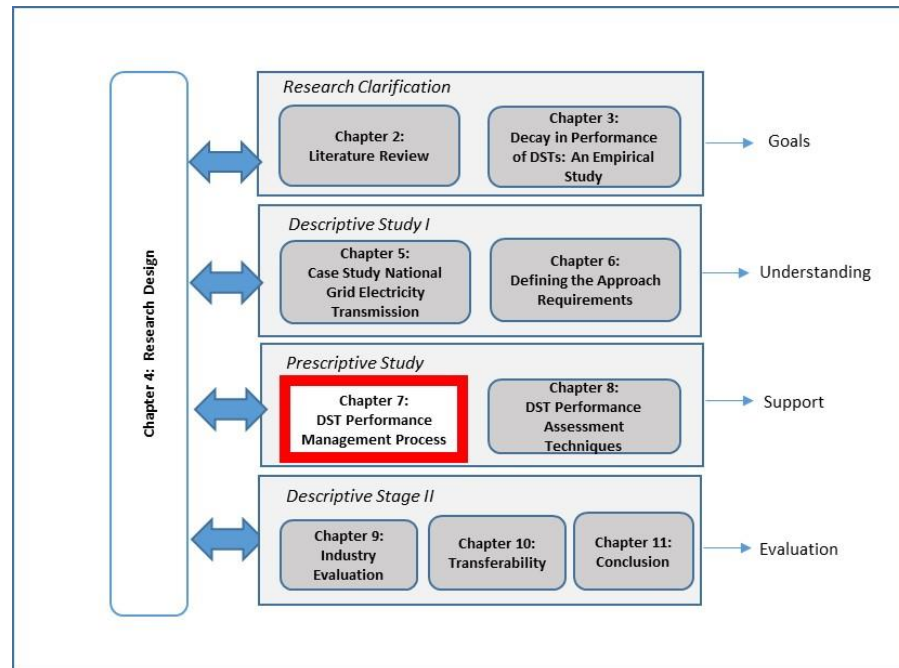 Chapter 4:  Research Design
Research Clarification
Chapter 2:
Literature Review
Chapter 3:
Decay in Performance
of DSTs: An Empirical
Study
Goals
Descriptive Study I
Chapter 5:
Case Study National
Grid Electricity
Transmission
Chapter 6:
Defining the Approach
Requirements
Understanding
Prescriptive Study
Chapter 7:
DST Performance
Management Process
Chapter 8:
DST Performance
Assessment
Techniques
Support
Descriptive Stage II
Chapter 9:
Industry
Evaluation
Chapter 10:
Transferability
Chapter 11:
Conclusion
Evaluation